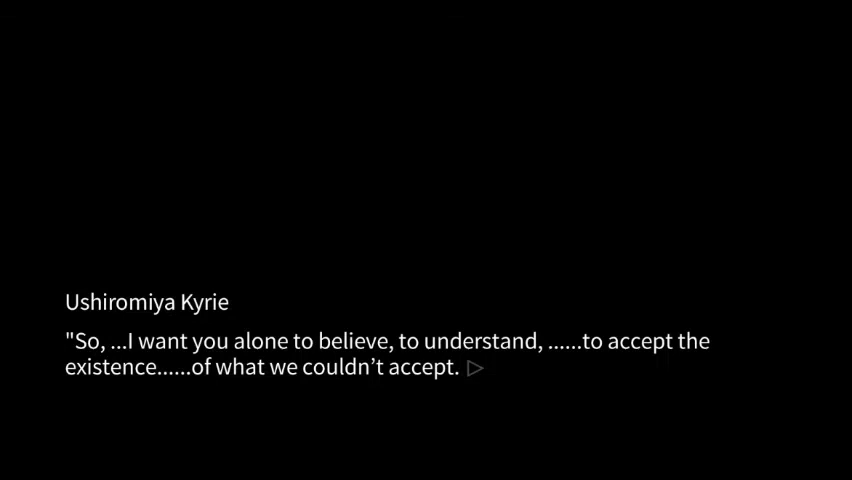 Ushiromiya Kyrie
"So, ...I want you alone to believe, to understand, ......to accept the
existence......of what we couldn’t accept.